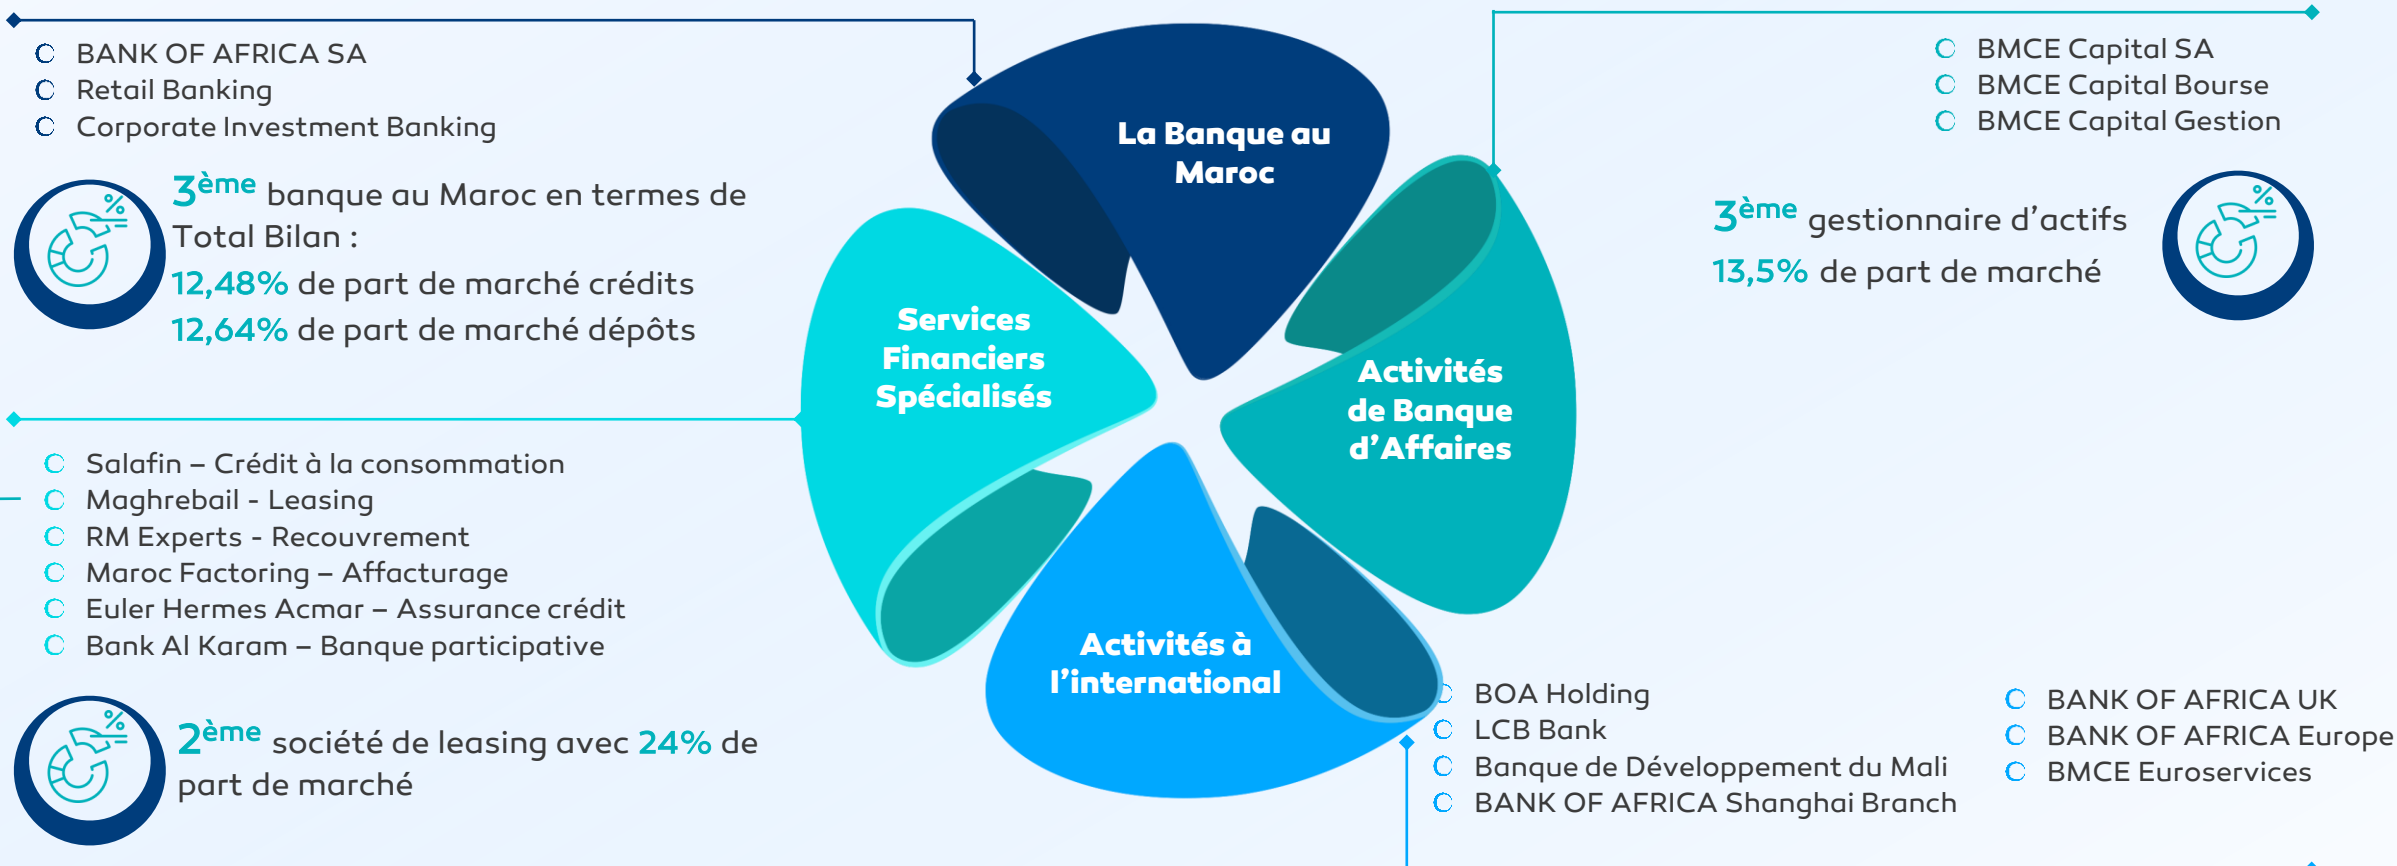 BANK OF AFRICA SA
Retail Banking
Corporate Investment Banking
3ème banque au Maroc en termes de
Total Bilan :
12,48% de part de marché crédits
12,64% de part de marché dépôts
La Banque au
Maroc
BMCE Capital SA
BMCE Capital Bourse
BMCE Capital Gestion
3ème gestionnaire d’actifs
13,5% de part de marché
Services
Financiers
Spécialisés
Activités
de Banque
d’Affaires
Salafin – Crédit à la consommation
Maghrebail - Leasing
RM Experts - Recouvrement
Maroc Factoring – Affacturage
Euler Hermes Acmar – Assurance crédit
Bank Al Karam – Banque participative
2ème société de leasing avec 24% de
part de marché
Activités à
l’international
BOA Holding
LCB Bank
Banque de Développement du Mali
BANK OF AFRICA Shanghai Branch
BANK OF AFRICA UK
BANK OF AFRICA Europe
BMCE Euroservices